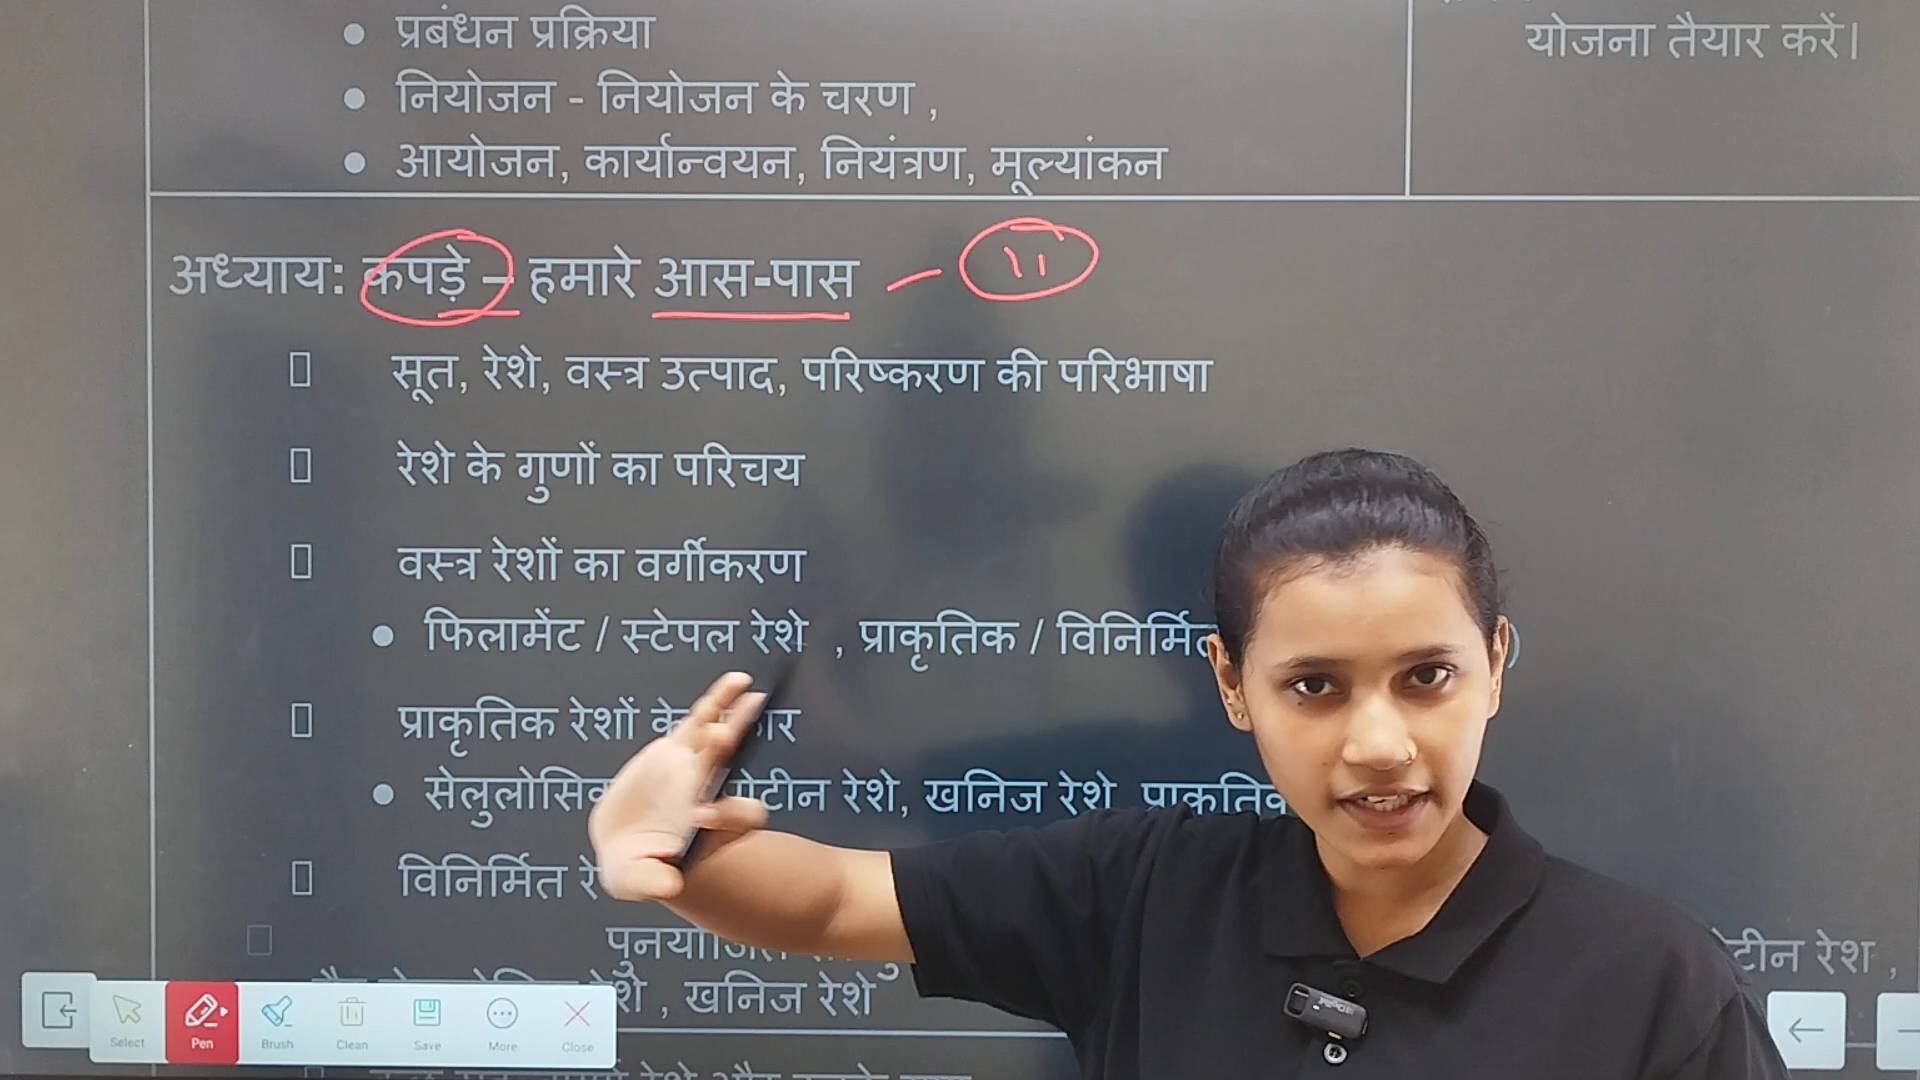 प्रबंधन प्रक्रिया
योजना तैयार करें।
नियोजन - नियोजन के चरण ,
आयोजन, कार्यान्वयन, नियंत्रण, मूल्यांकन
अध्याय: कपड़े – हमारे आस-पास – 11
सूत, रेशे, वस्त्र उत्पाद, परिष्करण की परिभाषा
रेशे के गुणों का परिचय
वस्त्र रेशों का वर्गीकरण
फिलामेंट / स्टेपल रेशे , प्राकृतिक / )
प्राकृतिक रेशों
रेशे, खनिज रेशे
विनिर्मित
रेश ,
, खनिज रेशे
Select Pen Brush Clean Save More Close